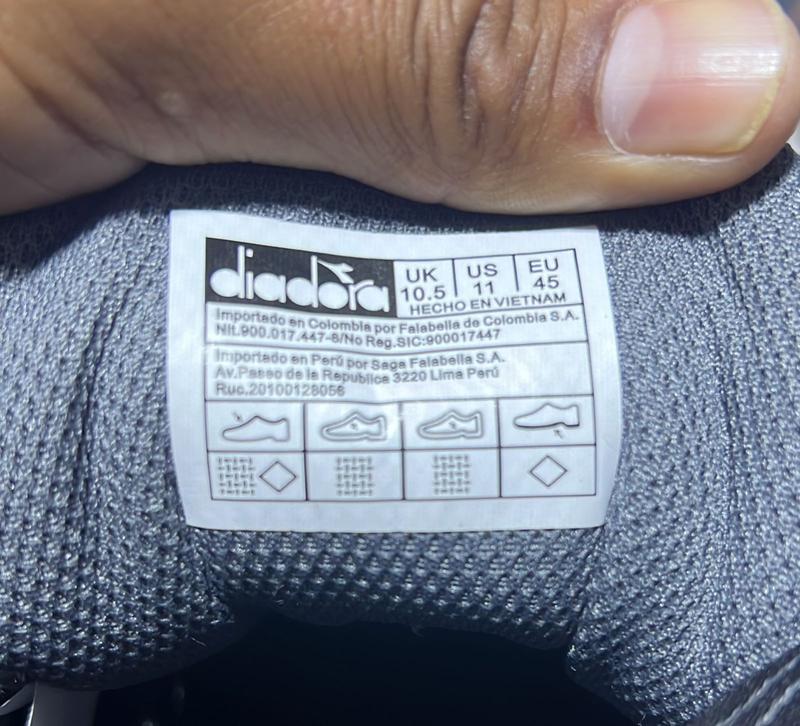 diadora
UK US EU
10.5 11 45
HECHO EN VIETNAM
Importado en Colombia por Falabella de Colombia S.A.
Nit.900.017.447-8/No Reg.SIC:900017447
Importado en Perú por Saga Falabella S.A.
Av.Paseo de la Republica 3220 Lima Perú
Ruc.20100128056